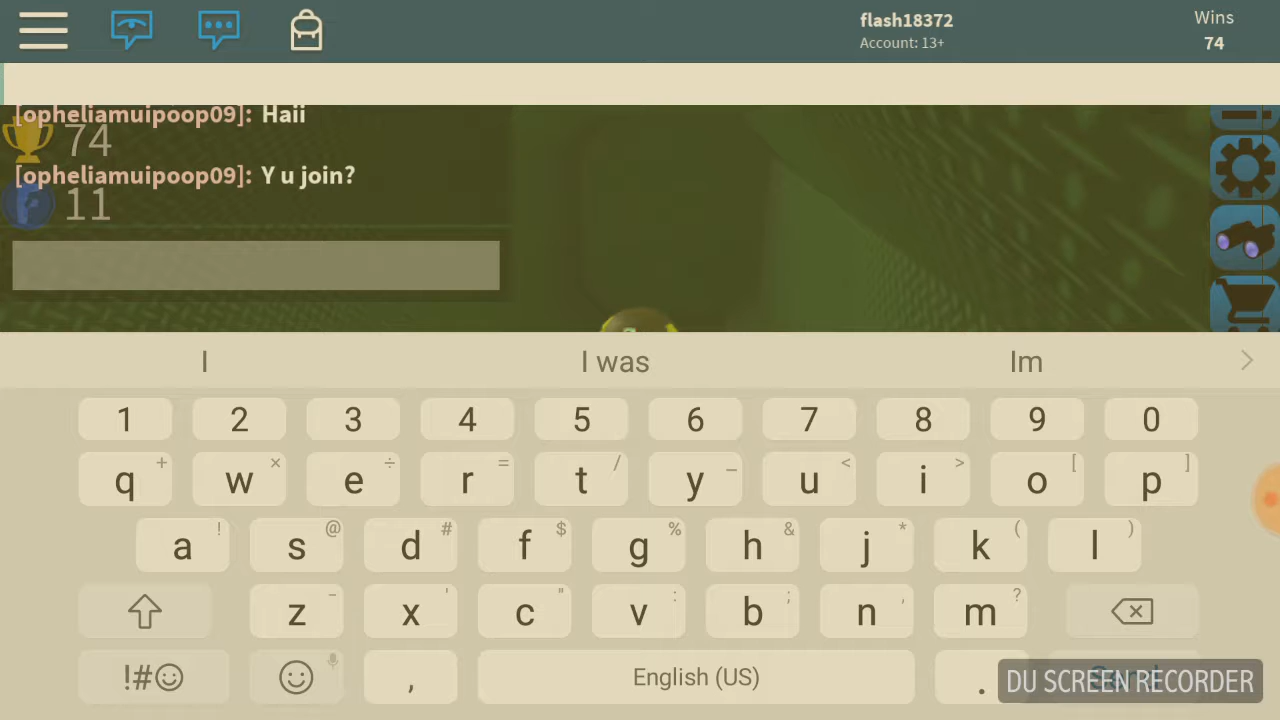 flash18372
Account: 13+
Wins
74
[opheliamuipoop09]: Haii
74
[opheliamuipoop09]: Y u join?
11
I I was Im
1 2 3 4 5 6 7 8 9 0
+ × ÷ = / _ < > [ ]
q w e r t y u i o p
! @ # $ % & * ( )
a s d f g h j k l
- ' " : ; , ?
z x c v b n m
!#☺ , English (US) .
DU SCREEN RECORDER